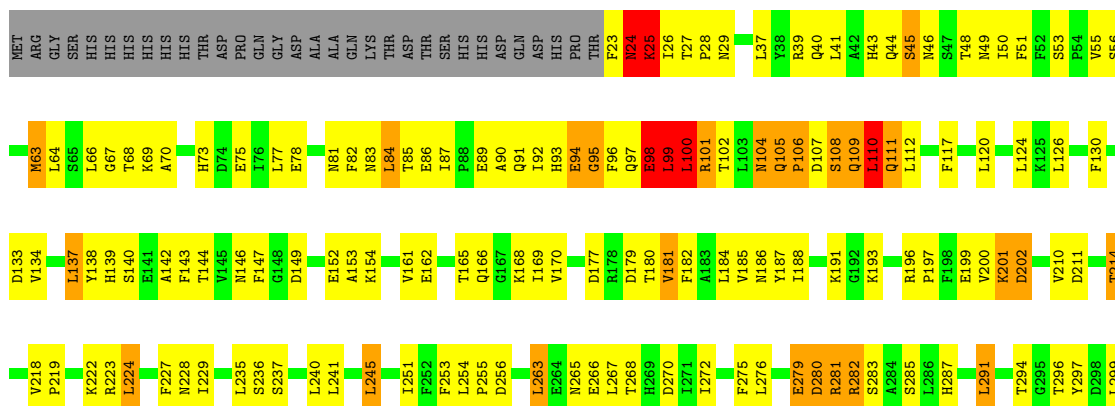 MET ARG GLY SER HIS HIS HIS HIS HIS HIS THR ASP PRO GLN GLY ASP ALA ALA GLN LYS THR ASP THR SER HIS HIS ASP GLN ASP HIS PRO THR F23 N24 K25 I26 T27 P28 N29 L37 Y38 R39 Q40 L41 A42 H43 Q44 S45 N46 S47 T48 N49 I50 F51 F52 S53 P54 V55 S56
M63 L64 S65 L66 G67 T68 K69 A70 H73 D74 E75 I76 L77 E78 N81 F82 N83 L84 T85 E86 I87 P88 E89 A90 Q91 I92 H93 E94 G95 F96 Q97 E98 L99 L100 R101 T102 L103 N104 Q105 P106 D107 S108 Q109 L110 Q111 L112 F117 L120 L124 K125 L126 F130
D133 V134 L137 Y138 H139 S140 E141 A142 F143 T144 V145 N146 F147 G148 D149 E152 A153 K154 V161 E162 T165 Q166 G167 K168 I169 V170 D177 R178 D179 T180 V181 F182 A183 L184 V185 N186 Y187 I188 K191 G192 K193 R196 P197 F198 E199 V200 K201 D202 V210 D211 T214
V218 P219 K222 R223 L224 F227 N228 I229 L235 S236 S237 L240 L241 L245 I251 F252 F253 L254 P255 D256 L263 E264 N265 E266 L267 T268 H269 D270 I271 I272 F275 L276 E279 D280 R281 R282 S283 A284 S285 L286 H287 L291 T294 G295 T296 Y297 D298